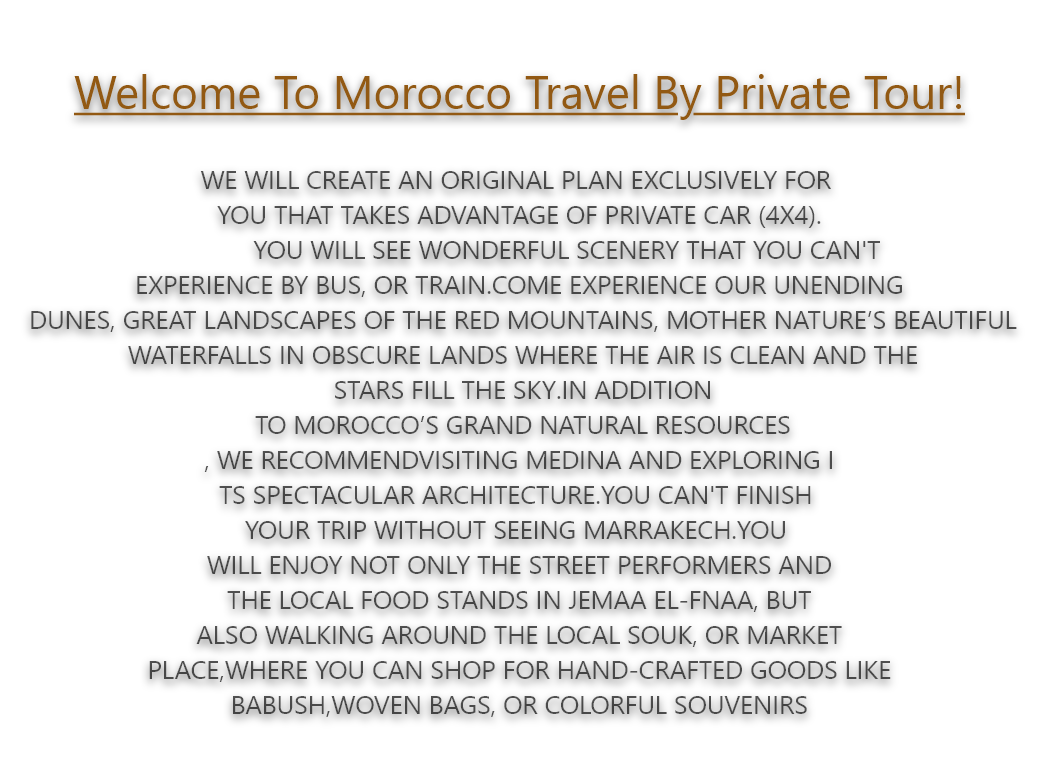 Welcome To Morocco Travel By Private Tour!
WE WILL CREATE AN ORIGINAL PLAN EXCLUSIVELY FOR
YOU THAT TAKES ADVANTAGE OF PRIVATE CAR (4X4).
YOU WILL SEE WONDERFUL SCENERY THAT YOU CAN'T
EXPERIENCE BY BUS, OR TRAIN.COME EXPERIENCE OUR UNENDING
DUNES, GREAT LANDSCAPES OF THE RED MOUNTAINS, MOTHER NATURE’S BEAUTIFUL
WATERFALLS IN OBSCURE LANDS WHERE THE AIR IS CLEAN AND THE
STARS FILL THE SKY.IN ADDITION
TO MOROCCO’S GRAND NATURAL RESOURCES
, WE RECOMMENDVISITING MEDINA AND EXPLORING I
TS SPECTACULAR ARCHITECTURE.YOU CAN'T FINISH
YOUR TRIP WITHOUT SEEING MARRAKECH.YOU
WILL ENJOY NOT ONLY THE STREET PERFORMERS AND
THE LOCAL FOOD STANDS IN JEMAA EL-FNAA, BUT
ALSO WALKING AROUND THE LOCAL SOUK, OR MARKET
PLACE,WHERE YOU CAN SHOP FOR HAND-CRAFTED GOODS LIKE
BABUSH,WOVEN BAGS, OR COLORFUL SOUVENIRS